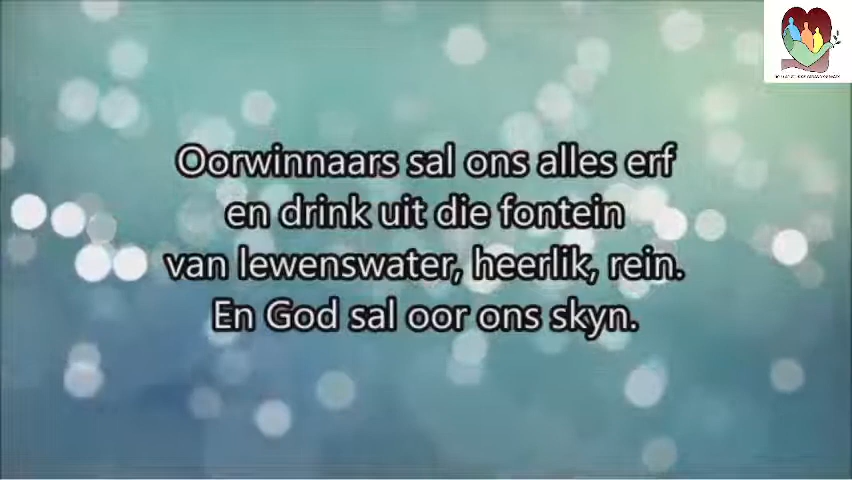 Oorwinnaars sal ons alles erf
en drink uit die fontein
van lewenswater, heerlik, rein.
En God sal oor ons skyn.